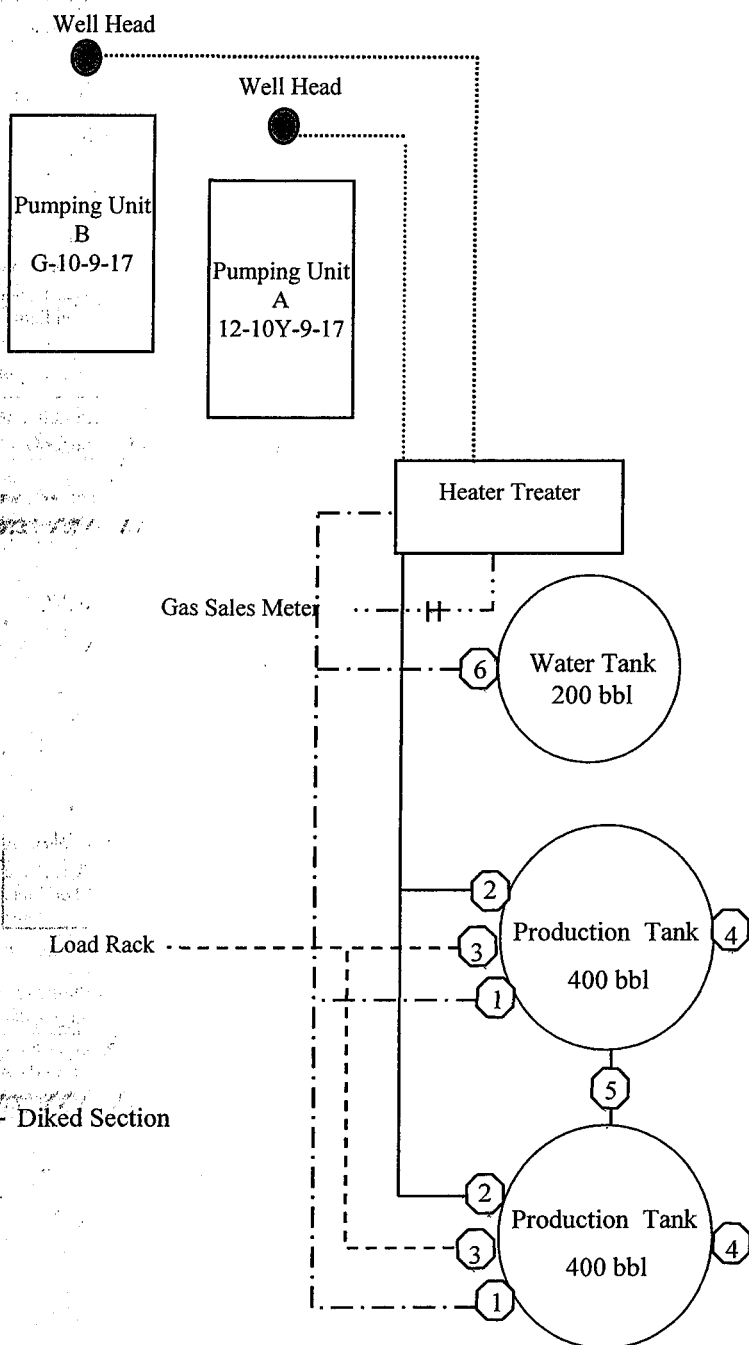 Well Head
Well Head
Pumping Unit
B
G-10-9-17
Pumping Unit
A
12-10Y-9-17
Heater Treater
Gas Sales Meter
6
Water Tank
200 bbl
2
Load Rack
3
Production Tank
4
400 bbl
1
5
- Diked Section
2
Production Tank
3
4
400 bbl
1